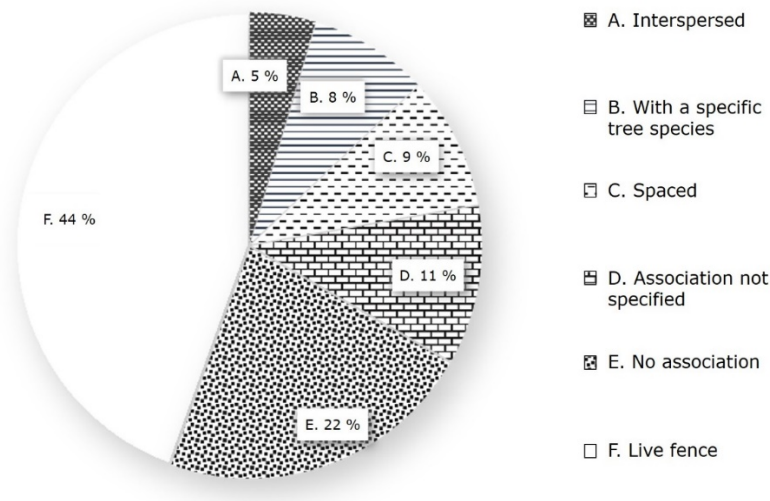 A. 5 %
B. 8 %
C. 9 %
D. 11 %
E. 22 %
F. 44 %
A. Interspersed
B. With a specific
tree species
C. Spaced
D. Association not
specified
E. No association
F. Live fence